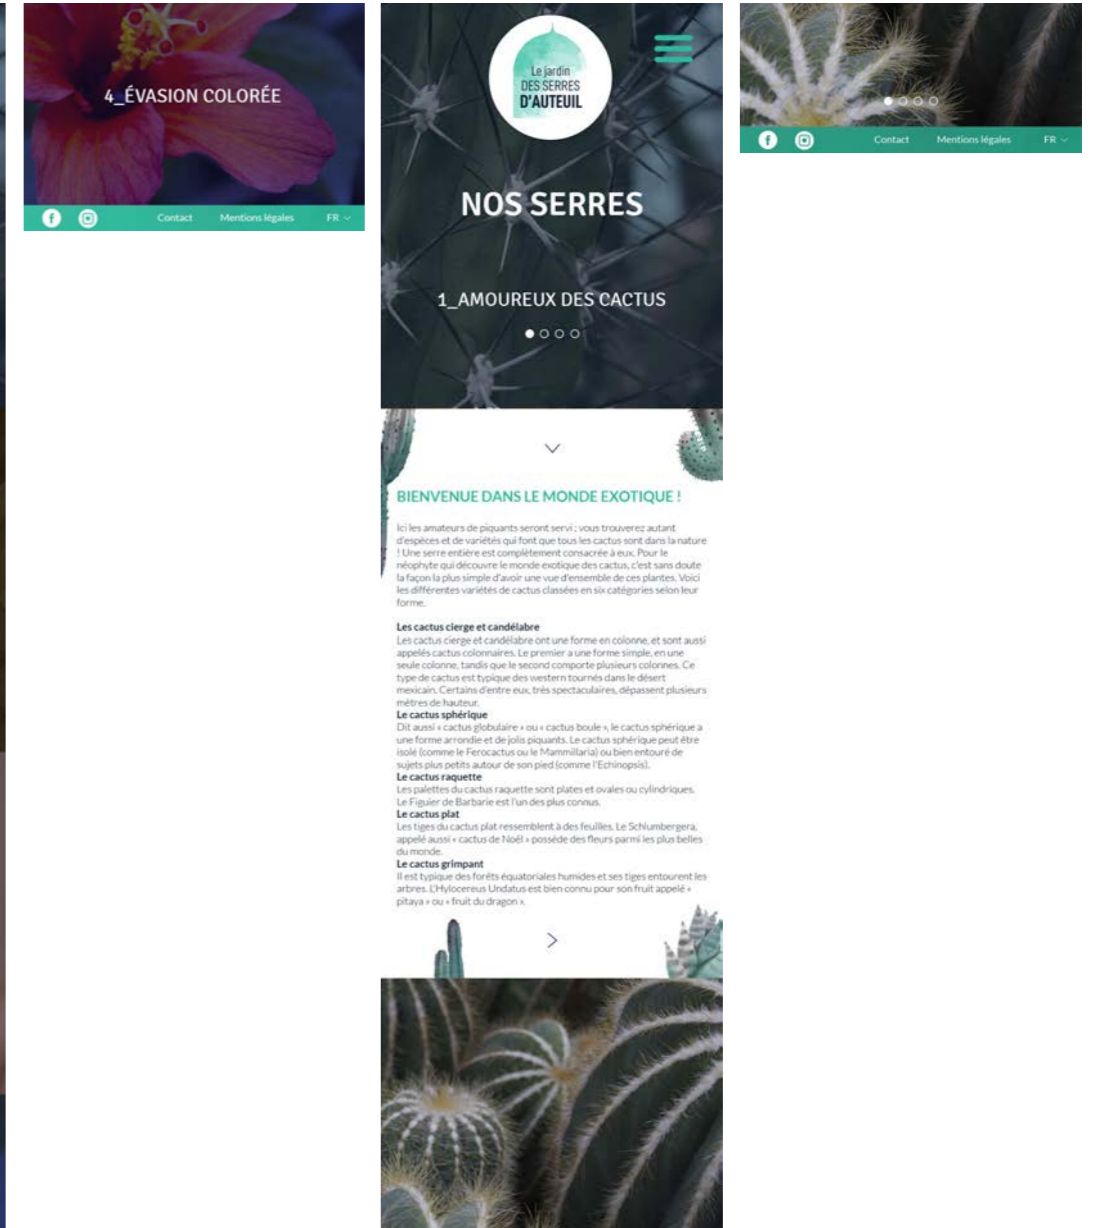 4_ÉVASION COLORÉE
Contact Mentions légales FR
Le jardin
DES SERRES
D'AUTEUIL
NOS SERRES
1_AMOUREUX DES CACTUS
BIENVENUE DANS LE MONDE EXOTIQUE !
Ici les amateurs de piquants seront servi ; vous trouverez autant
d'espèces et de variétés qui font que tous les cactus sont dans la nature
! Une serre entière est complètement consacrée à eux. Pour le
néophyte qui découvre le monde exotique des cactus, c'est sans doute
la façon la plus simple d'avoir une vue d'ensemble de ces plantes. Voici
les différentes variétés de cactus classées en six catégories selon leur
forme.
Les cactus cierge et candélabre
Les cactus cierge et candélabre ont une forme en colonne, et sont aussi
appelés cactus colonnaires. Le premier a une forme simple, en une
seule colonne, tandis que le second comporte plusieurs colonnes. Ce
type de cactus est typique des western tournés dans le désert
mexicain. Certains d'entre eux, très spectaculaires, dépassent plusieurs
mètres de hauteur.
Le cactus sphérique
Dit aussi « cactus globulaire » ou « cactus boule », le cactus sphérique a
une forme arrondie et de jolis piquants. Le cactus sphérique peut être
isolé (comme le Ferocactus ou le Mammillaria) ou bien entouré de
sujets plus petits autour de son pied (comme l'Echinopsis).
Le cactus raquette
Les palettes du cactus raquette sont plates et ovales ou cylindriques.
Le Figuier de Barbarie est l'un des plus connus.
Le cactus plat
Les tiges du cactus plat ressemblent à des feuilles. Le Schlumbergera,
appelé aussi « cactus de Noël » possède des fleurs parmi les plus belles
du monde.
Le cactus grimpant
Il est typique des forêts équatoriales humides et ses tiges entourent les
arbres. L'Hylocereus Undatus est bien connu pour son fruit appelé «
pitaya » ou « fruit du dragon ».
Contact Mentions légales FR